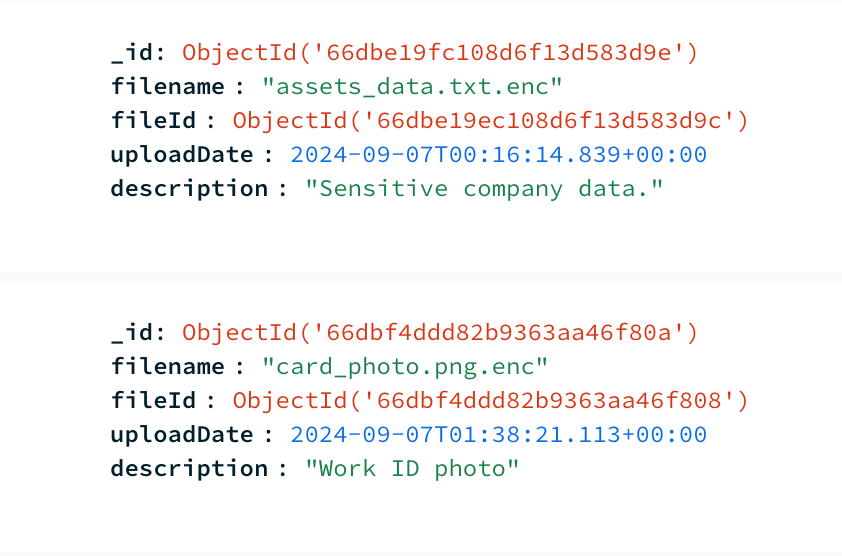 _id: ObjectId('66dbe19fc108d6f13d583d9e')
filename : "assets_data.txt.enc"
fileId : ObjectId('66dbe19ec108d6f13d583d9c')
uploadDate : 2024-09-07T00:16:14.839+00:00
description : "Sensitive company data."
_id: ObjectId('66dbf4ddd82b9363aa46f80a')
filename : "card_photo.png.enc"
fileId : ObjectId('66dbf4ddd82b9363aa46f808')
uploadDate : 2024-09-07T01:38:21.113+00:00
description : "Work ID photo"